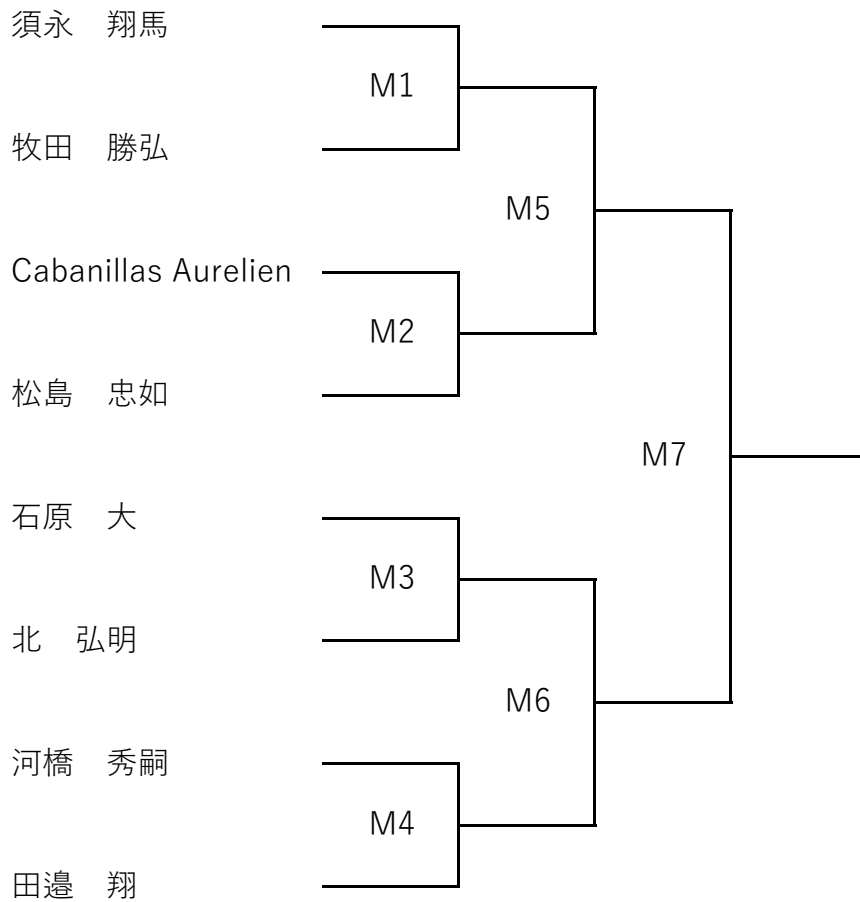 須永　翔馬
M1
牧田　勝弘
M5
Cabanillas Aurelien
M2
松島　忠如
M7
石原　大
M3
北　弘明
M6
河橋　秀嗣
M4
田邉　翔